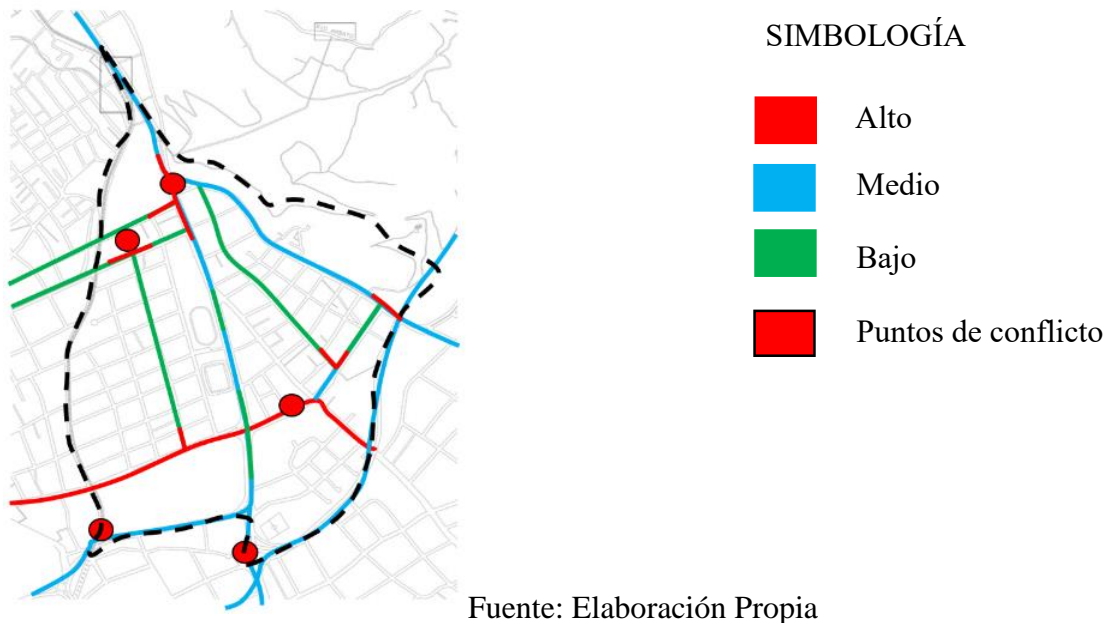 SIMBOLOGÍA
Alto
Medio
Bajo
Puntos de conflicto
Fuente: Elaboración Propia